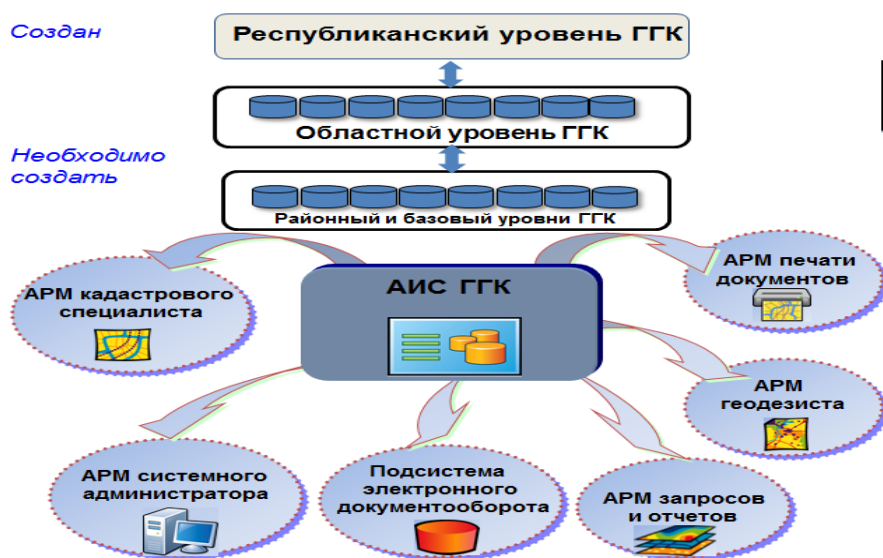 Создан
Республиканский уровень ГГК
Областной уровень ГГК
Необходимо
создать
Районный и базовый уровни ГГК
АИС ГГК
АРМ кадастрового
специалиста
АРМ печати
документов
АРМ
геодезиста
АРМ системного
администратора
Подсистема
электронного
документооборота
АРМ запросов
и отчетов